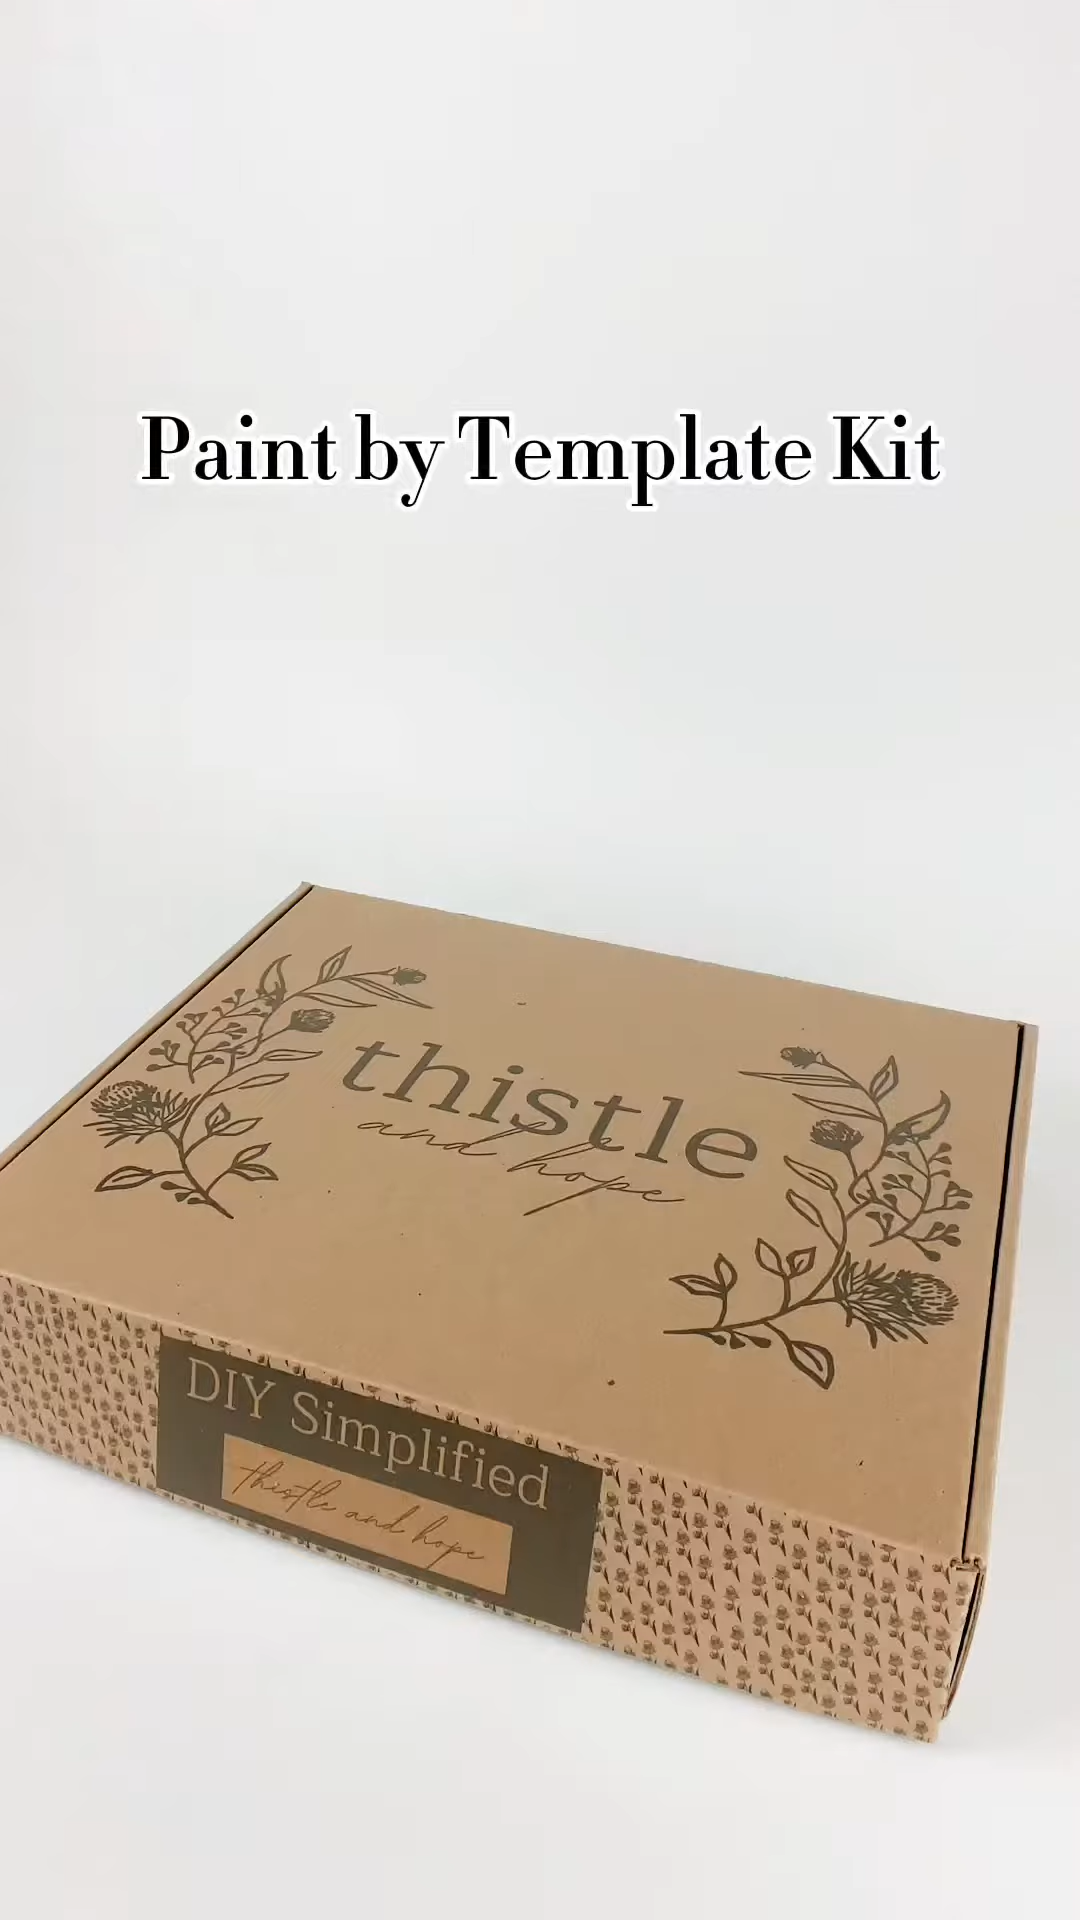 Paint by Template Kit
thistle
and hope
DIY Simplified
thistle and hope